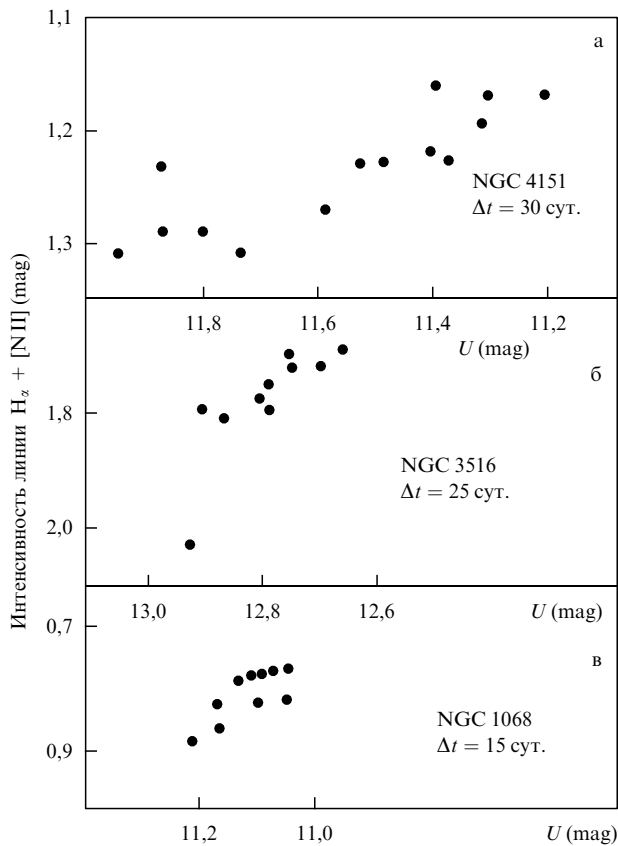 Интенсивность линии Hα + [N II] (mag)
1,1
а
1,2
NGC 4151
Δt = 30 сут.
1,3
11,8 11,6 11,4 11,2
U (mag)
б
1,8
NGC 3516
Δt = 25 сут.
2,0
13,0 12,8 12,6 U (mag)
0,7
в
NGC 1068
Δt = 15 сут.
0,9
11,2 11,0 U (mag)